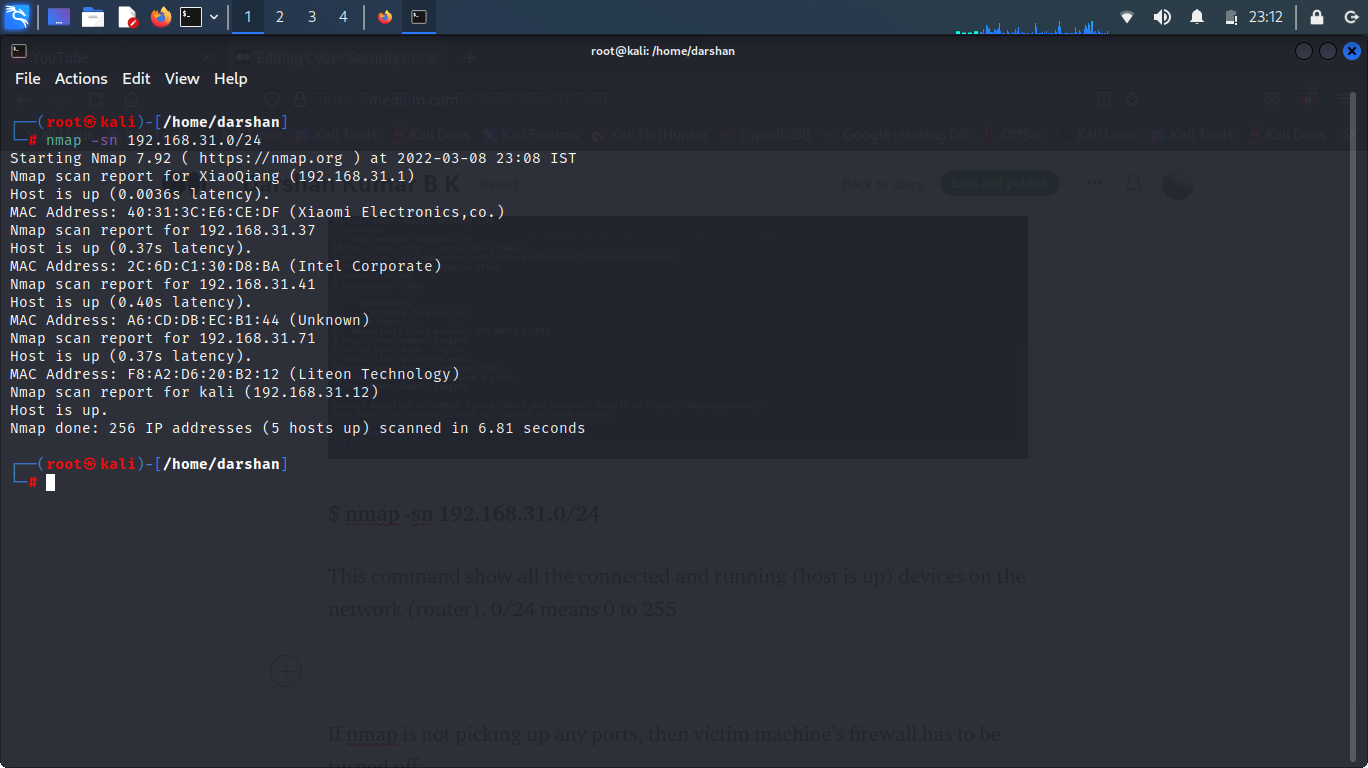 1 2 3 4 23:12
root@kali: /home/darshan
YouTube
Editing Cyber Security
File Actions Edit View Help
Kali Tools Kali Docs Kali Forums Kali NetHunter Exploit-DB Google Hacking DB OffSec Kali Linux Kali Tools Kali Docs
┌──(root㉿kali)-[/home/darshan]
└─# nmap -sn 192.168.31.0/24
Starting Nmap 7.92 ( https://nmap.org ) at 2022-03-08 23:08 IST
Nmap scan report for XiaoQiang (192.168.31.1)
Darshan Kumar B K Saved Back to story Save and publish
Host is up (0.0036s latency).
MAC Address: 40:31:3C:E6:CE:DF (Xiaomi Electronics,co.)
Nmap scan report for 192.168.31.37
Host is up (0.37s latency).
MAC Address: 2C:6D:C1:30:D8:BA (Intel Corporate)
Nmap scan report for 192.168.31.41
Host is up (0.40s latency).
MAC Address: A6:CD:DB:EC:B1:44 (Unknown)
Nmap scan report for 192.168.31.71
Host is up (0.37s latency).
MAC Address: F8:A2:D6:20:B2:12 (Liteon Technology)
Nmap scan report for kali (192.168.31.12)
Host is up.
Nmap done: 256 IP addresses (5 hosts up) scanned in 6.81 seconds
┌──(root㉿kali)-[/home/darshan]
└─#
$ nmap -sn 192.168.31.0/24
This command show all the connected and running (host is up) devices on the
network (router). 0/24 means 0 to 255
If nmap is not picking up any ports, then victim machine's firewall has to be
turned off